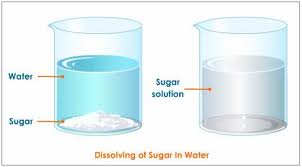 Water
Sugar
Sugar
solution
Dissolving of Sugar In Water